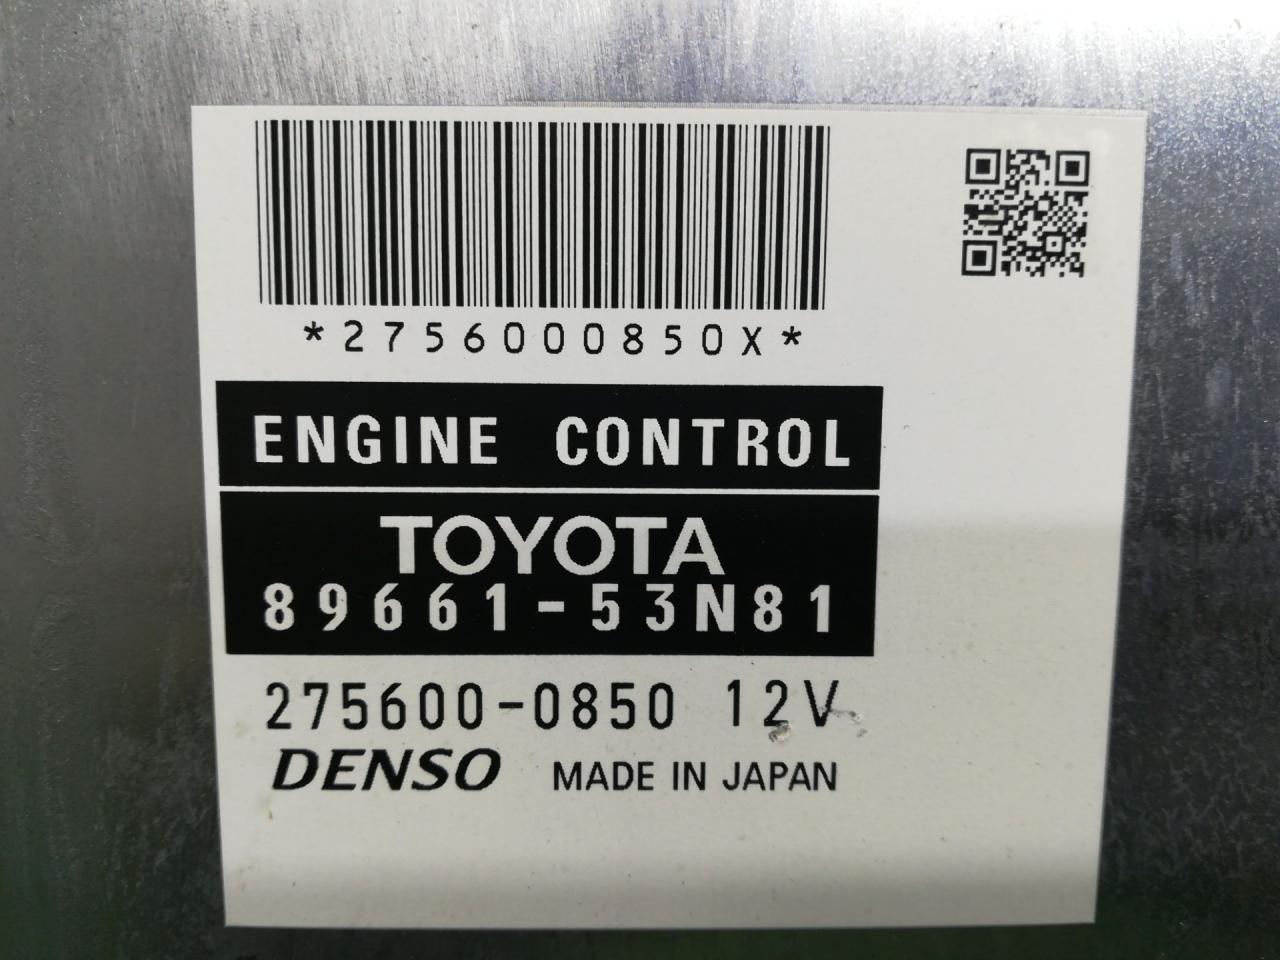 *2756000850X*
ENGINE CONTROL
TOYOTA
89661-53N81
275600-0850 12V
DENSO MADE IN JAPAN